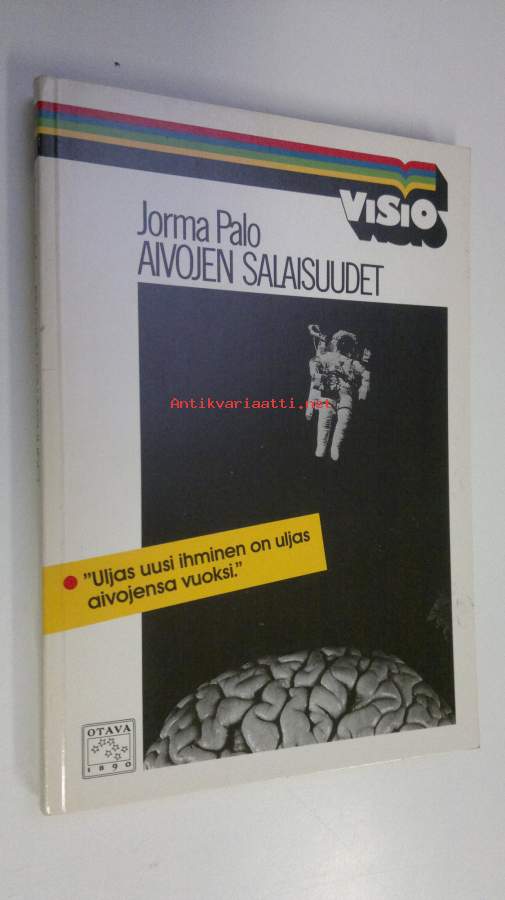 ViSiO
Jorma Palo
AIVOJEN SALAISUUDET
Antikvariaatti.net
"Uljas uusi ihminen on uljas
aivojensa vuoksi."
OTAVA
1890